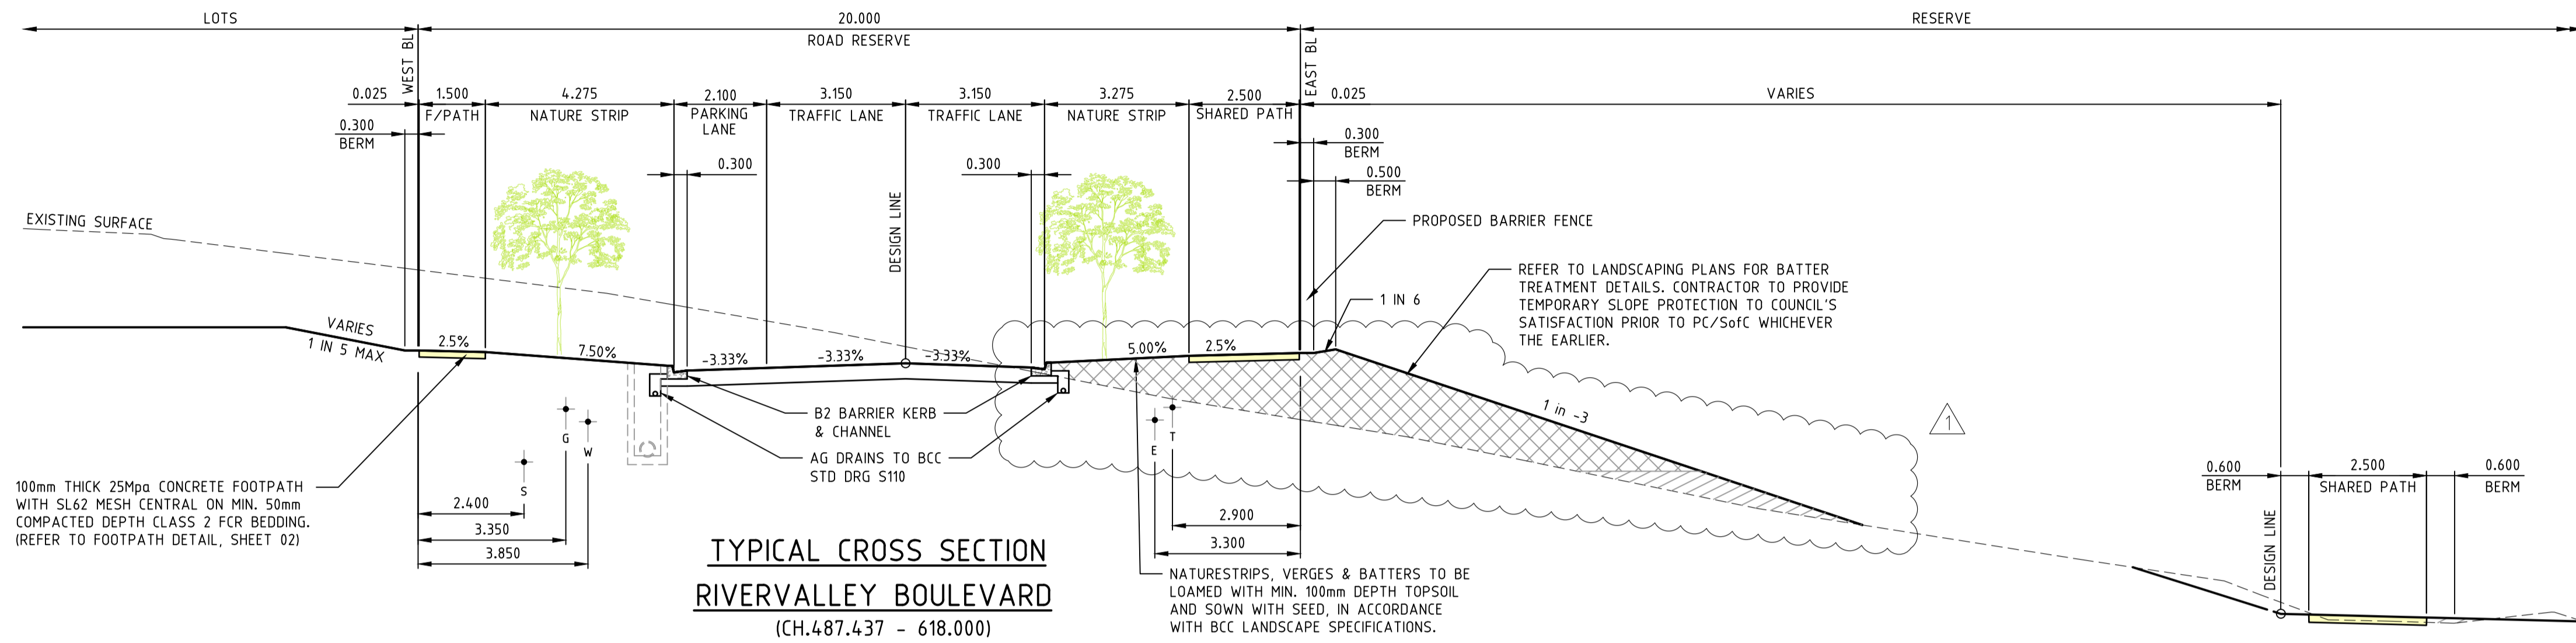 LOTS
20.000
ROAD RESERVE
RESERVE
WEST BL
EAST BL
0.025
1.500
F/PATH
4.275
NATURE STRIP
2.100
PARKING
LANE
3.150
TRAFFIC LANE
3.150
TRAFFIC LANE
3.275
NATURE STRIP
2.500
SHARED PATH
0.025
VARIES
0.300
BERM
0.300
0.300
0.300
BERM
0.500
BERM
DESIGN LINE
EXISTING SURFACE
PROPOSED BARRIER FENCE
REFER TO LANDSCAPING PLANS FOR BATTER
TREATMENT DETAILS. CONTRACTOR TO PROVIDE
TEMPORARY SLOPE PROTECTION TO COUNCIL'S
SATISFACTION PRIOR TO PC/SofC WHICHEVER
THE EARLIER.
1 IN 6
VARIES
1 IN 5 MAX
2.5%
7.50%
-3.33%
-3.33%
-3.33%
5.00%
2.5%
1 in -3
1
B2 BARRIER KERB
& CHANNEL
AG DRAINS TO BCC
STD DRG S110
G
W
S
T
E
100mm THICK 25Mpa CONCRETE FOOTPATH
WITH SL62 MESH CENTRAL ON MIN. 50mm
COMPACTED DEPTH CLASS 2 FCR BEDDING.
(REFER TO FOOTPATH DETAIL, SHEET 02)
2.400
3.350
3.850
2.900
3.300
0.600
BERM
2.500
SHARED PATH
0.600
BERM
DESIGN LINE
TYPICAL CROSS SECTION
RIVERVALLEY BOULEVARD
(CH.487.437 - 618.000)
NATURESTRIPS, VERGES & BATTERS TO BE
LOAMED WITH MIN. 100mm DEPTH TOPSOIL
AND SOWN WITH SEED, IN ACCORDANCE
WITH BCC LANDSCAPE SPECIFICATIONS.